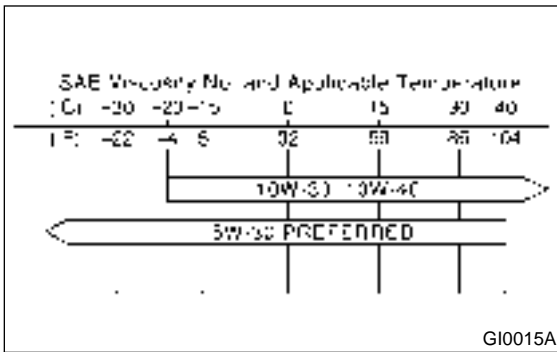 SAE Viscosity No. and Applicable Temperature
(C) -30 -20 -15 0 15 30 40
(F) -22 -4 5 32 59 86 104
10W-30, 10W-40
5W-30 PREFERRED
GI0015A